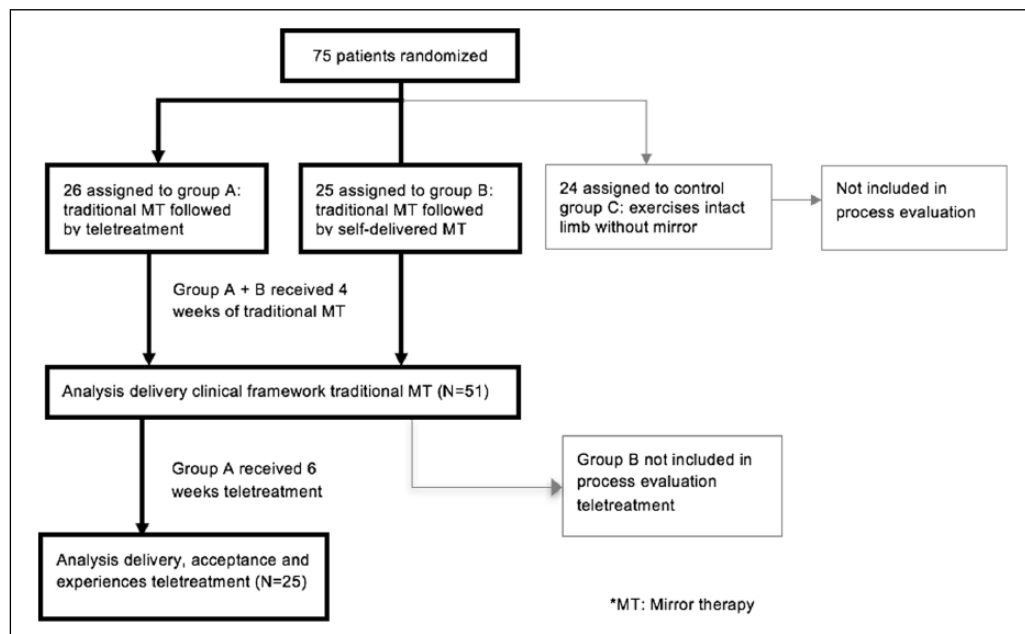 75 patients randomized
26 assigned to group A:
traditional MT followed
by teletreatment
25 assigned to group B:
traditional MT followed
by self-delivered MT
24 assigned to control
group C: exercises intact
limb without mirror
Not included in
process evaluation
Group A + B received 4
weeks of traditional MT
Analysis delivery clinical framework traditional MT (N=51)
Group A received 6
weeks teletreatment
Group B not included in
process evaluation
teletreatment
Analysis delivery, acceptance and
experiences teletreatment (N=25)
*MT: Mirror therapy